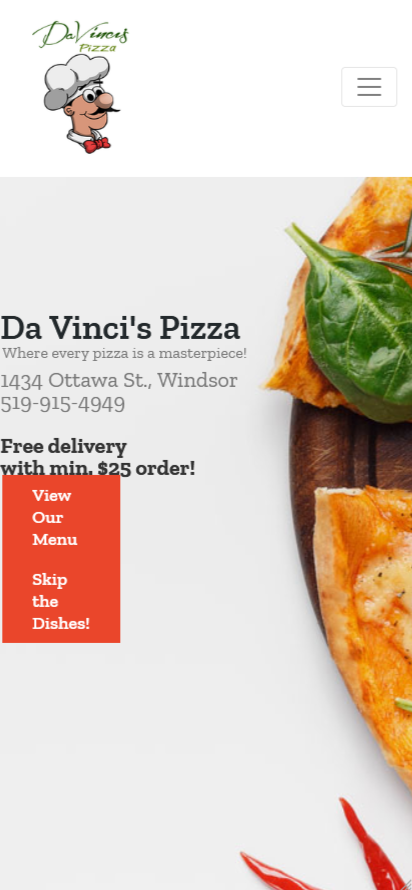 DaVinci's
Pizza
Da Vinci's Pizza
Where every pizza is a masterpiece!
1434 Ottawa St., Windsor
519-915-4949
Free delivery
with min. $25 order!
View
Our
Menu
Skip
the
Dishes!